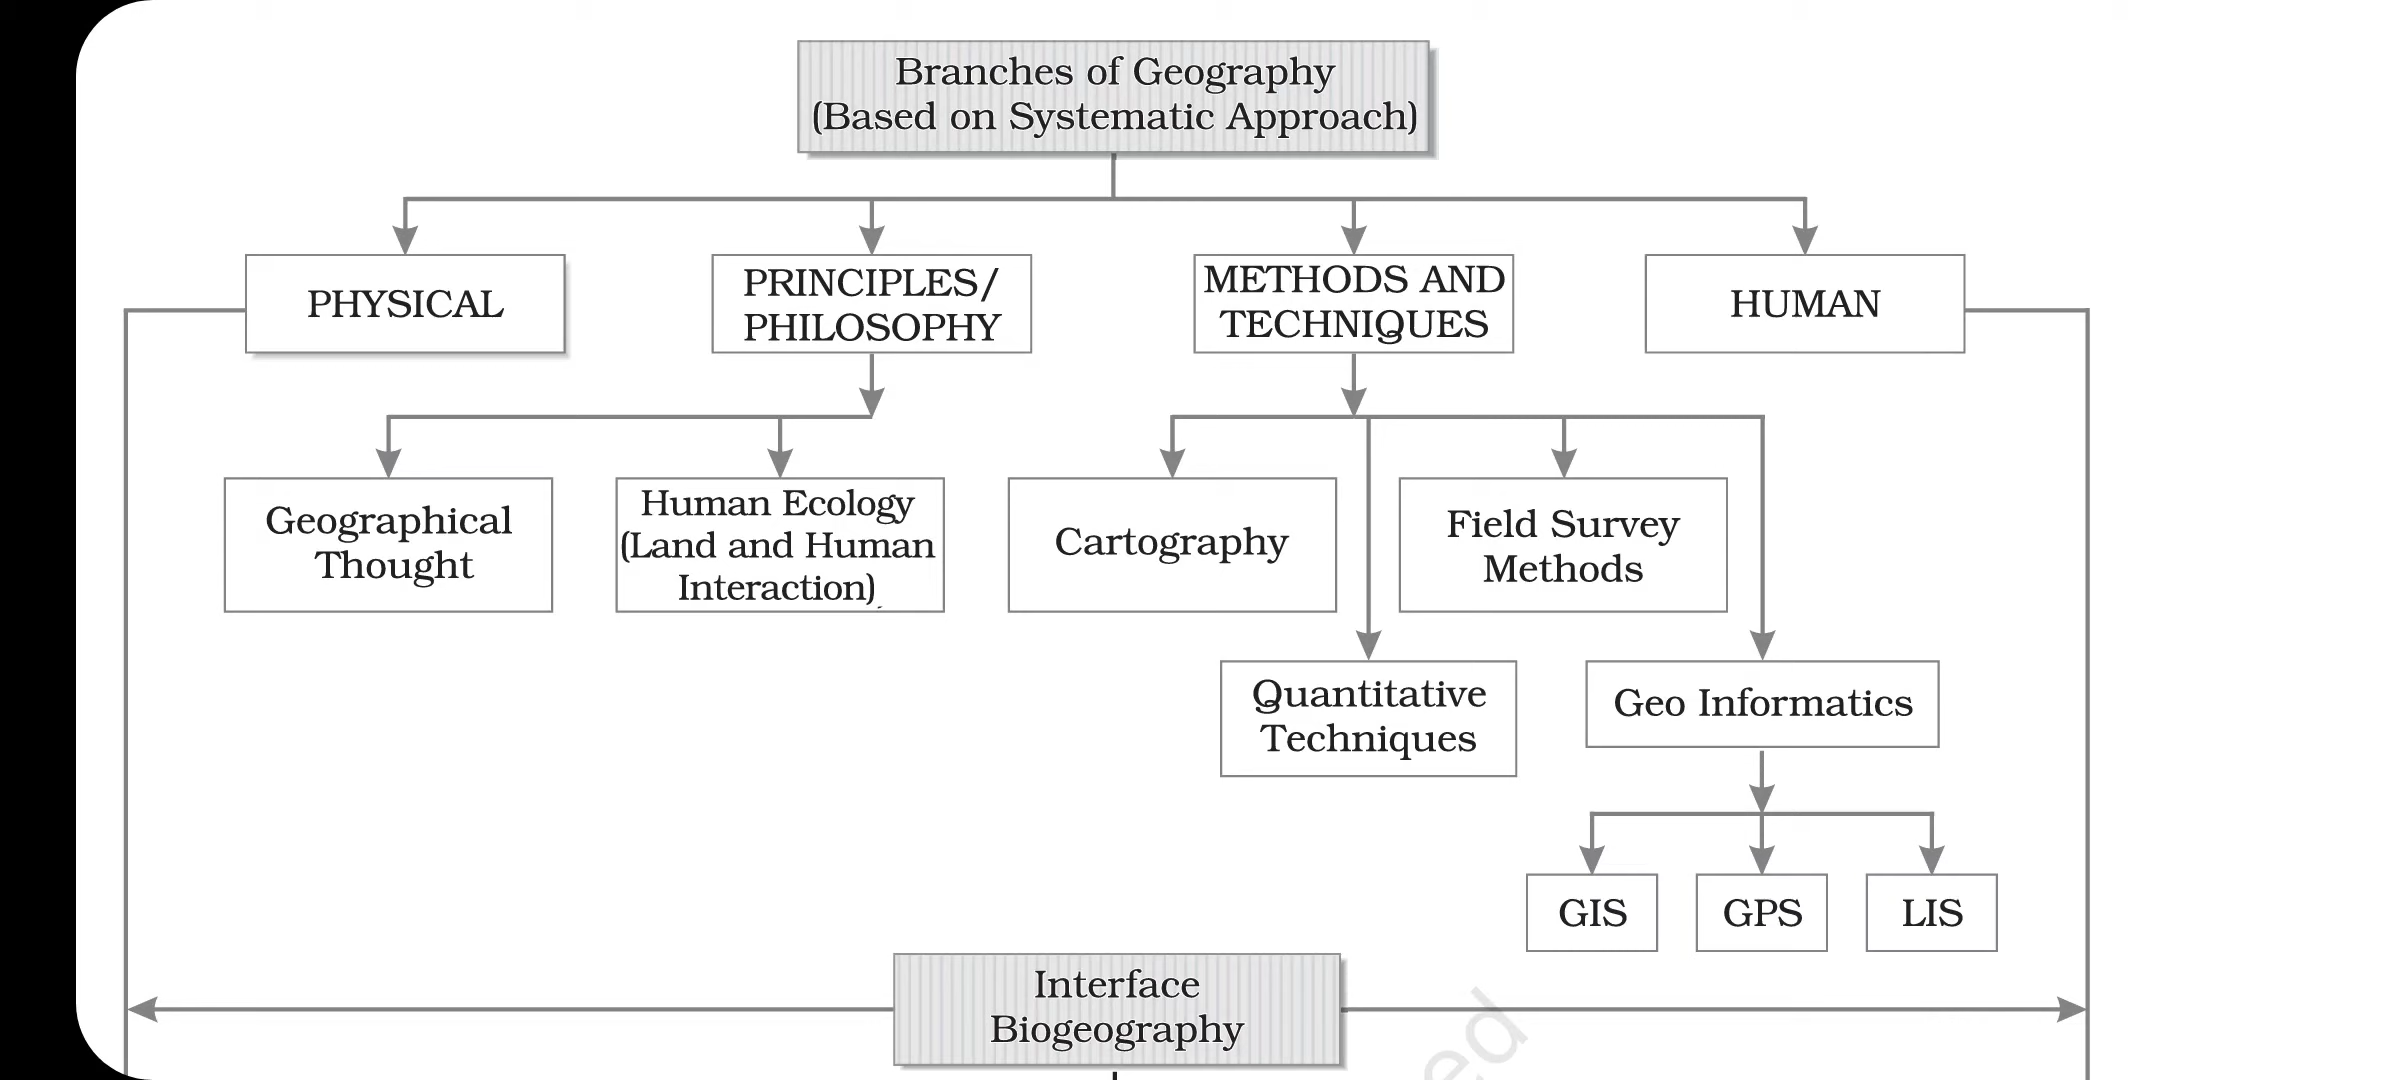 Branches of Geography
(Based on Systematic Approach)
PHYSICAL
PRINCIPLES/
PHILOSOPHY
METHODS AND
TECHNIQUES
HUMAN
Geographical
Thought
Human Ecology
(Land and Human
Interaction)
Cartography
Field Survey
Methods
Quantitative
Techniques
Geo Informatics
GIS
GPS
LIS
Interface
Biogeography
ed